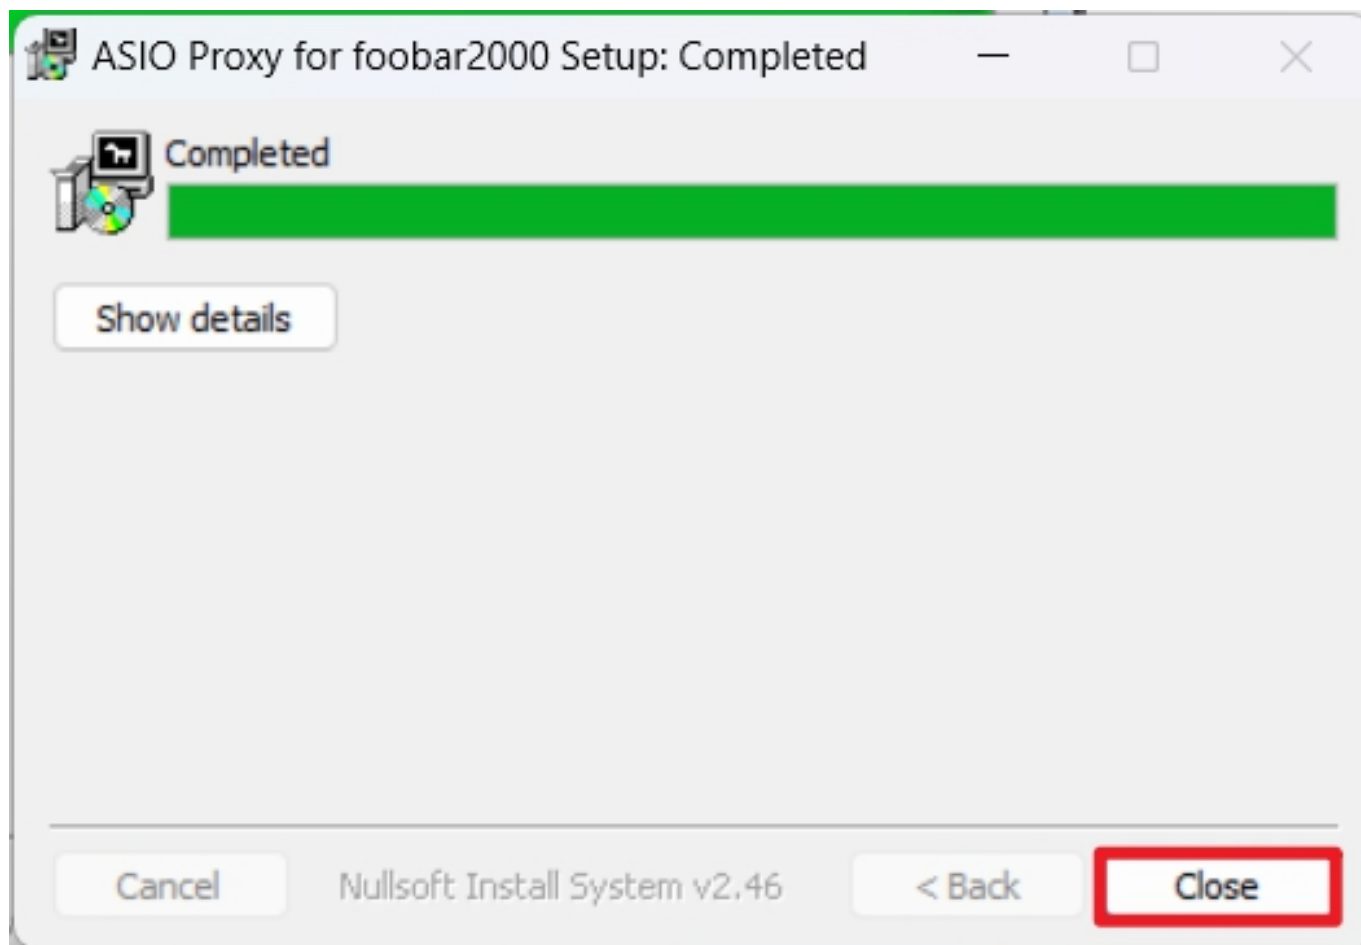 ASIO Proxy for foobar2000 Setup: Completed
Completed
Show details
Cancel
Nullsoft Install System v2.46
< Back
Close